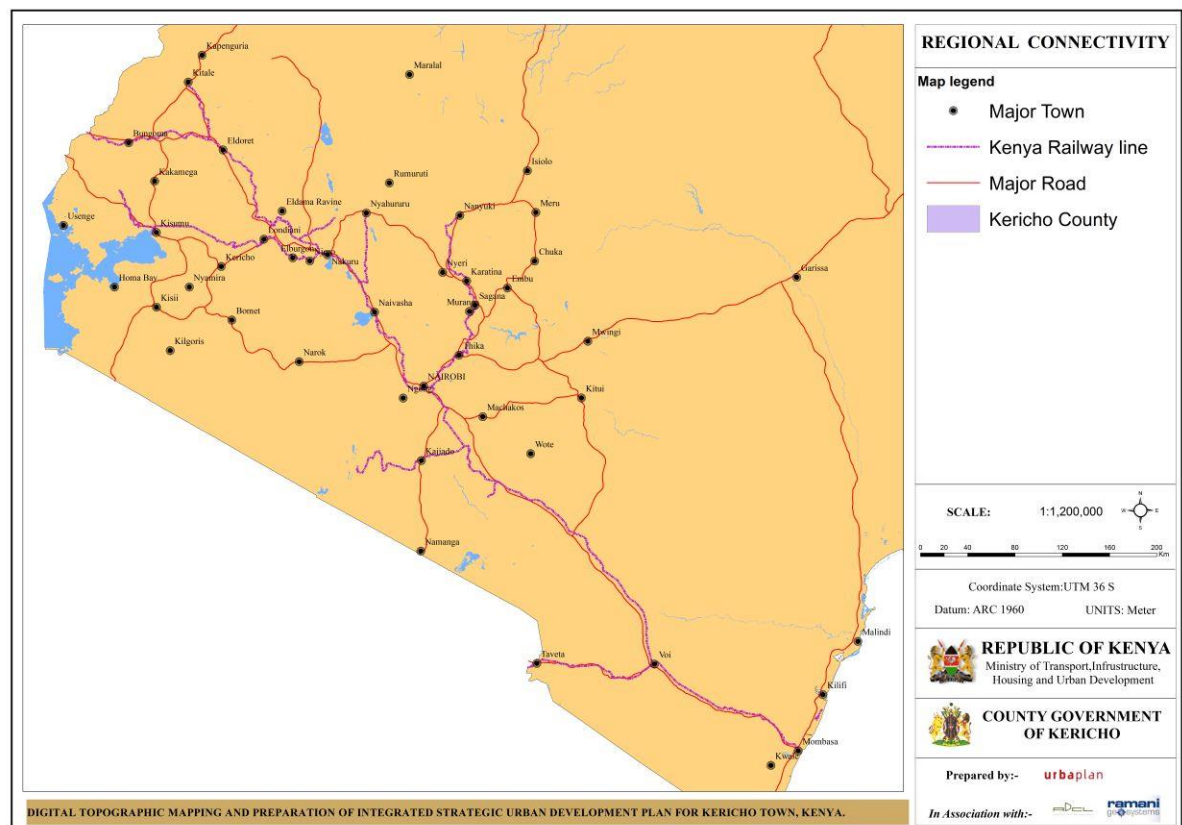 REGIONAL CONNECTIVITY
Map legend
Major Town
Kenya Railway line
Major Road
Kericho County
SCALE:
1:1,200,000
N
W
E
S
0 20 40 80 120 160 200
Km
Coordinate System:UTM 36 S
Datum: ARC 1960
UNITS: Meter
REPUBLIC OF KENYA
Ministry of Transport,Infrastructure,
Housing and Urban Development
COUNTY GOVERNMENT
OF KERICHO
Prepared by:-
urbaplan
In Association with:-
ramani
geosystems
Kapenguria
Kitale
Maralal
Bungoma
Eldoret
Isiolo
Kakamega
Rumuruti
Eldama Ravine
Nyahururu
Nanyuki
Meru
Usenge
Kisumu
Londiani
Elburgon
Nakuru
Chuka
Kericho
Nyeri
Karatina
Embu
Garissa
Homa Bay
Nyamira
Sagana
Kisii
Naivasha
Bomet
Mwingi
Kilgoris
Narok
Thika
NAIROBI
Kitui
Machakos
Wote
Kajiado
Namanga
Malindi
Taveta
Voi
Kilifi
Mombasa
Kwale
DIGITAL TOPOGRAPHIC MAPPING AND PREPARATION OF INTEGRATED STRATEGIC URBAN DEVELOPMENT PLAN FOR KERICHO TOWN, KENYA.